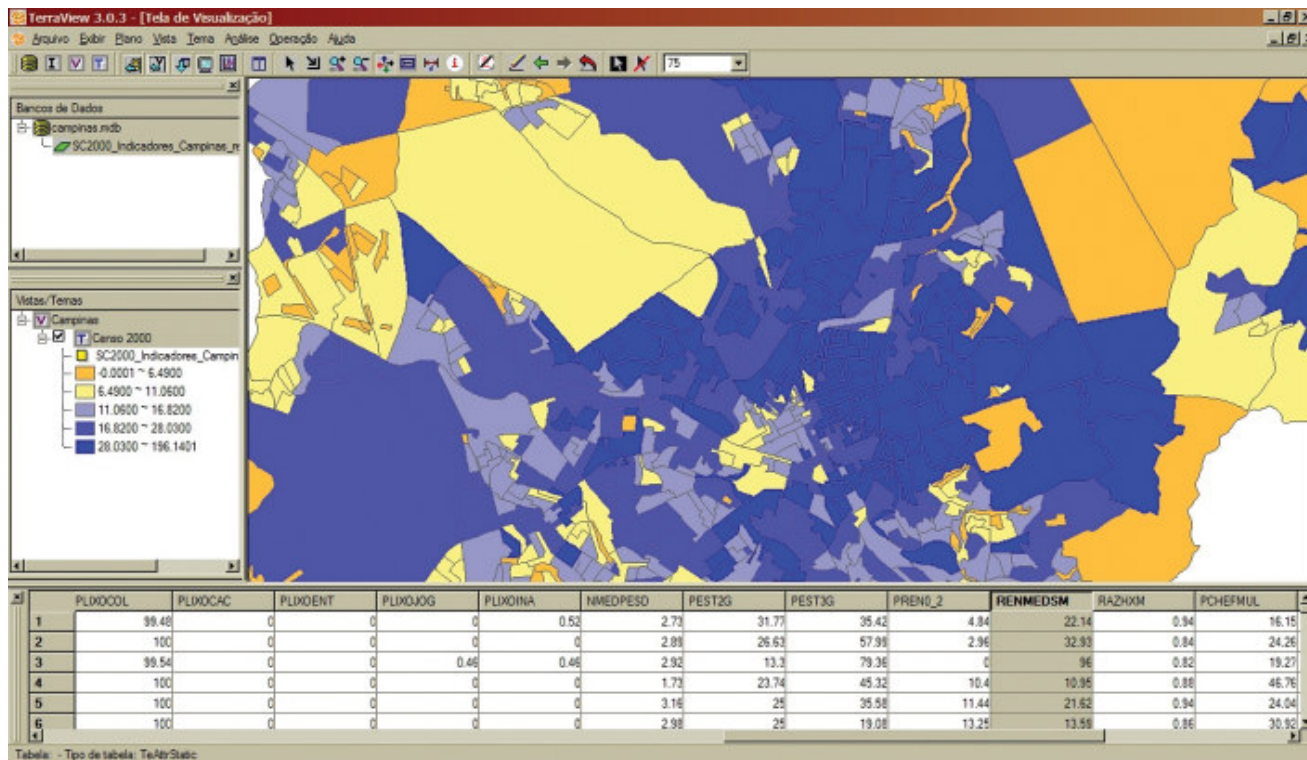 TerraView 3.0.3 - [Tela de Visualização]
Arquivo Exibir Plano Vista Tema Análise Operação Ajuda
75
Bancos de Dados
campinas.mdb
SC2000_Indicadores_Campinas_re
Vistas/Temas
Campinas
Censo 2000
SC2000_Indicadores_Campin
-0.0001 ~ 6.4900
6.4900 ~ 11.0600
11.0600 ~ 16.8200
16.8200 ~ 28.0300
28.0300 ~ 196.1401
PLIXOCOL PLIXOCAC PLIXOENT PLIXOJOG PLIXOINA NMEDPESD PEST2G PEST3G PREN0_2 RENMEDSM RAZHXM PCHEFMUL
1 99.48 0 0 0 0.52 2.73 31.77 35.42 4.84 22.14 0.94 16.15
2 100 0 0 0 0 2.89 26.63 57.99 2.96 32.93 0.84 24.26
3 99.54 0 0 0.46 0.46 2.92 13.3 79.36 0 96 0.82 19.27
4 100 0 0 0 0 1.73 23.74 45.32 10.4 10.95 0.88 46.76
5 100 0 0 0 0 3.16 25 35.58 11.44 21.62 0.94 24.04
6 100 0 0 0 0 2.98 25 19.08 13.25 13.59 0.86 30.92
Tabela: - Tipo de tabela: TeAttrStatic